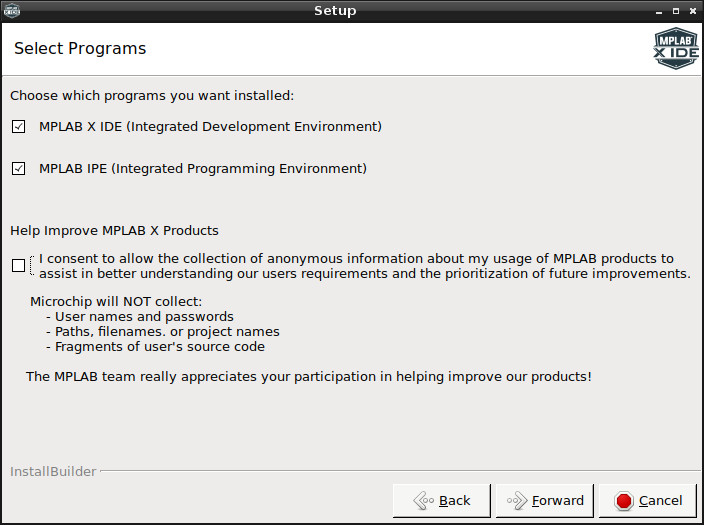 Setup
Select Programs
MPLAB
X IDE
Choose which programs you want installed:
MPLAB X IDE (Integrated Development Environment)
MPLAB IPE (Integrated Programming Environment)
Help Improve MPLAB X Products
I consent to allow the collection of anonymous information about my usage of MPLAB products to
assist in better understanding our users requirements and the prioritization of future improvements.
Microchip will NOT collect:
- User names and passwords
- Paths, filenames. or project names
- Fragments of user's source code
The MPLAB team really appreciates your participation in helping improve our products!
InstallBuilder
Back
Forward
Cancel